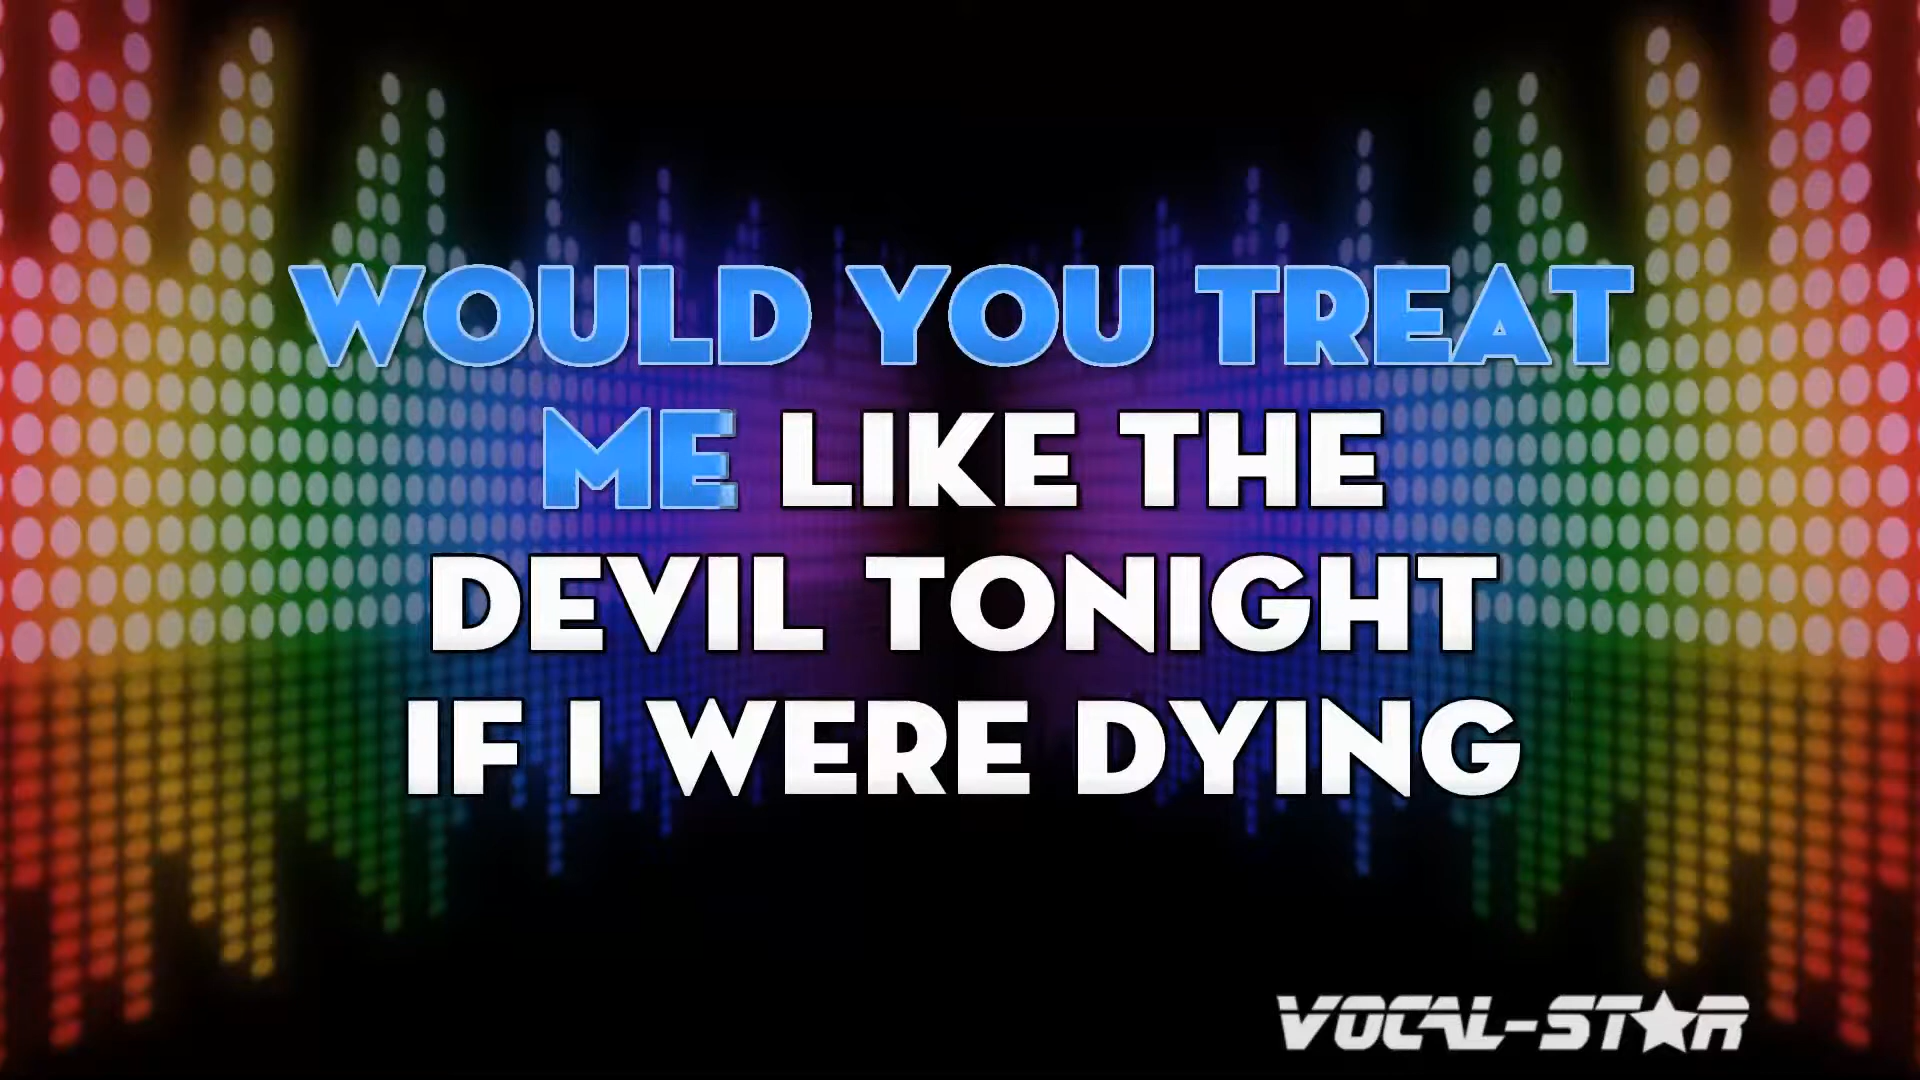 WOULD YOU TREAT
ME LIKE THE
DEVIL TONIGHT
IF I WERE DYING
VOCAL-STAR